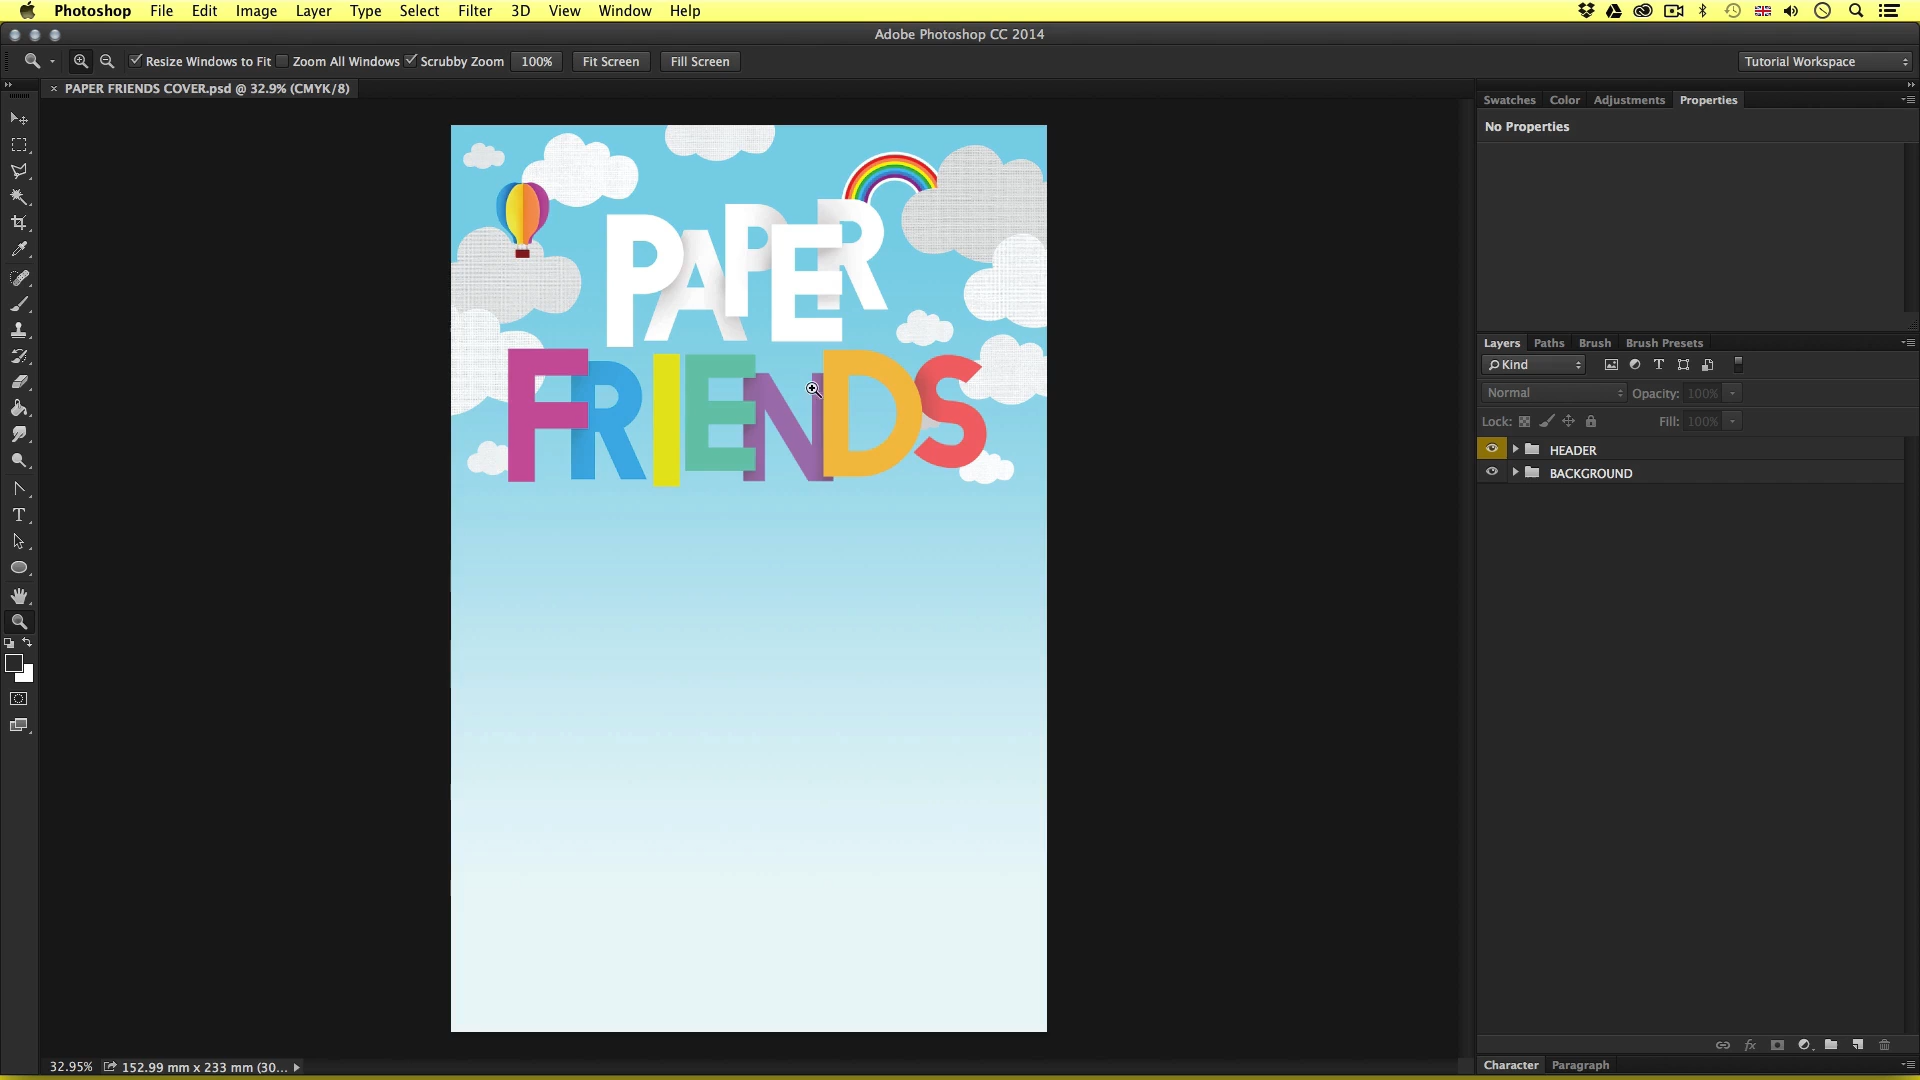 Photoshop File Edit Image Layer Type Select Filter 3D View Window Help
Adobe Photoshop CC 2014
Resize Windows to Fit Zoom All Windows Scrubby Zoom 100% Fit Screen Fill Screen Tutorial Workspace
× PAPER FRIENDS COVER.psd @ 32.9% (CMYK/8)
Swatches Color Adjustments Properties
No Properties
PAPER
FRIENDS
Layers Paths Brush Brush Presets
Kind
Normal Opacity: 100%
Lock: Fill: 100%
HEADER
BACKGROUND
fx
32.95% 152.99 mm x 233 mm (30...
Character Paragraph